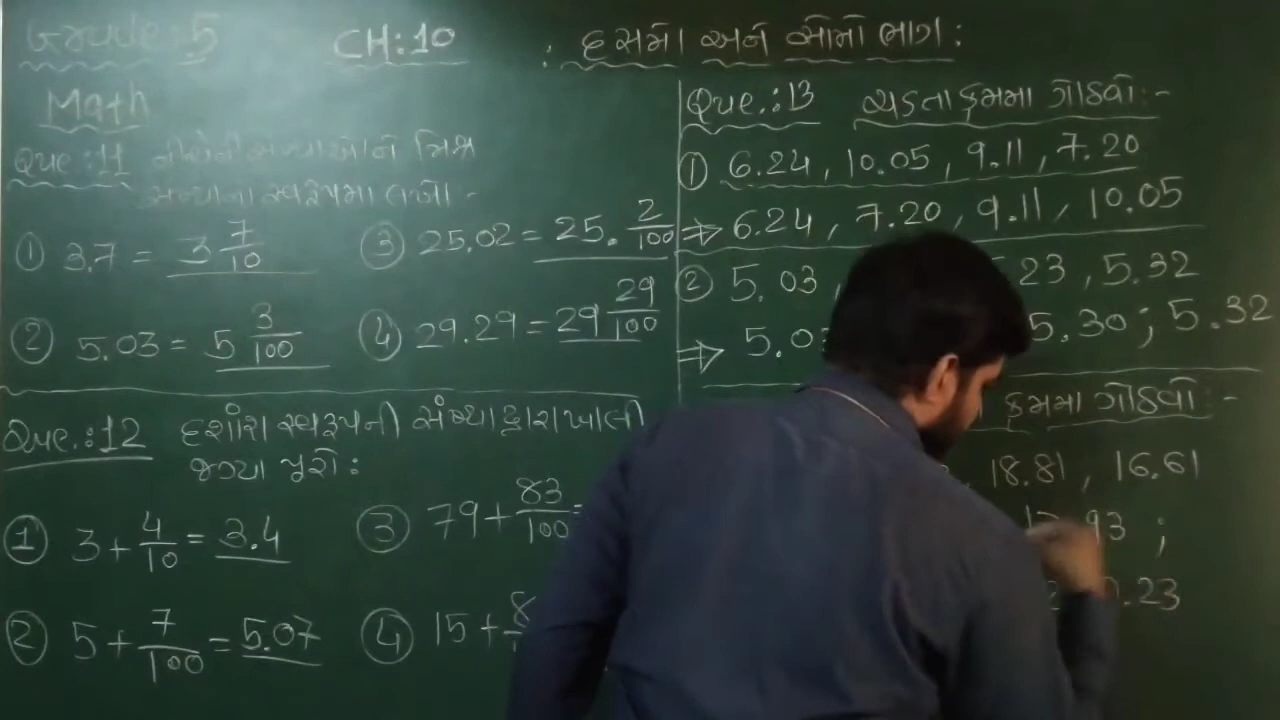 Grade:5 CH:10 : દસમાં અને સોમો ભાગ:
Math
Que:11 નીચેની સંખ્યાઓને મિશ્ર
સંખ્યાના સ્વરૂપમાં લખો :-
① 3.7 = 3 7/10
② 5.03 = 5 3/100
③ 25.02 = 25. 2/100
④ 29.29 = 29 29/100
Que.:12 દશાંશ સ્વરૂપની સંખ્યા દ્વારા ખાલી
જગ્યા પૂરો:
① 3 + 4/10 = 3.4
② 5 + 7/100 = 5.07
③ 79 + 83/100 =
④ 15 + 8
Que.:13 ચડતા ક્રમમાં ગોઠવો:-
① 6.24, 10.05, 9.11, 7.20
⇒ 6.24, 7.20, 9.11, 10.05
② 5.03, 23, 5.32
⇒ 5.03 5.30; 5.32
ક્રમમાં ગોઠવો :-
, 18.81, 16.61
93 ;
.23